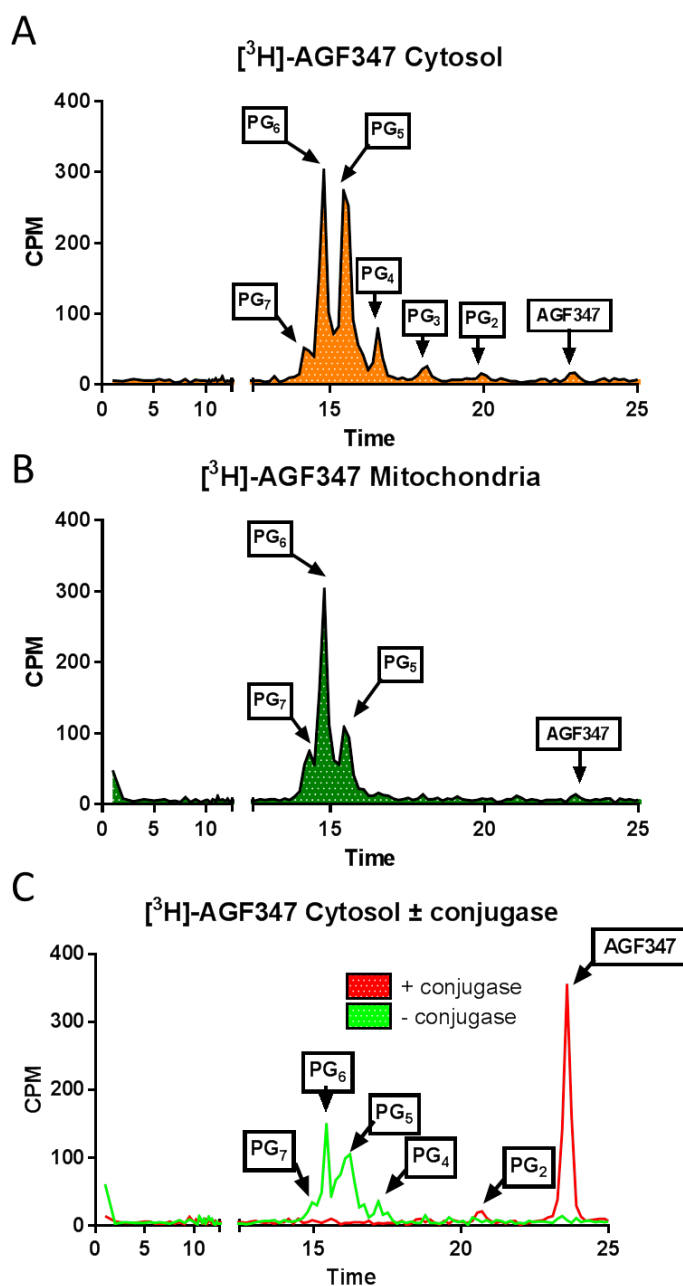 A
[³H]-AGF347 Cytosol
400
300
200
100
0
CPM
PG₆
PG₅
PG₇
PG₄
PG₃
PG₂
AGF347
0 5 10 15 20 25
Time
B
[³H]-AGF347 Mitochondria
400
300
200
100
0
CPM
PG₆
PG₇
PG₅
AGF347
0 5 10 15 20 25
Time
C
[³H]-AGF347 Cytosol ± conjugase
400
300
200
100
0
CPM
AGF347
+ conjugase
- conjugase
PG₆
PG₅
PG₇
PG₄
PG₂
0 5 10 15 20 25
Time